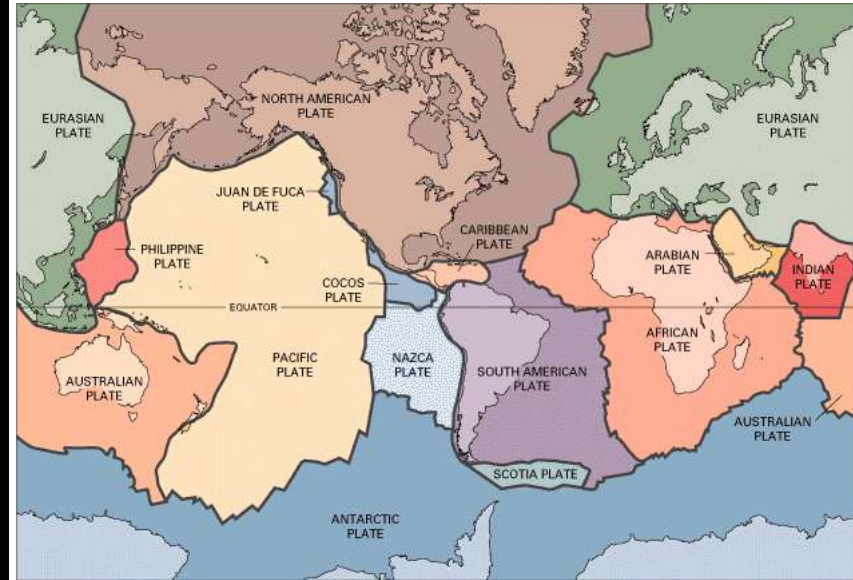 NORTH AMERICAN
PLATE
EURASIAN
PLATE
EURASIAN
PLATE
JUAN DE FUCA
PLATE
CARIBBEAN
PLATE
PHILIPPINE
PLATE
ARABIAN
PLATE
INDIAN
PLATE
COCOS
PLATE
EQUATOR
AFRICAN
PLATE
PACIFIC
PLATE
NAZCA
PLATE
SOUTH AMERICAN
PLATE
AUSTRALIAN
PLATE
AUSTRALIAN
PLATE
SCOTIA PLATE
ANTARCTIC
PLATE